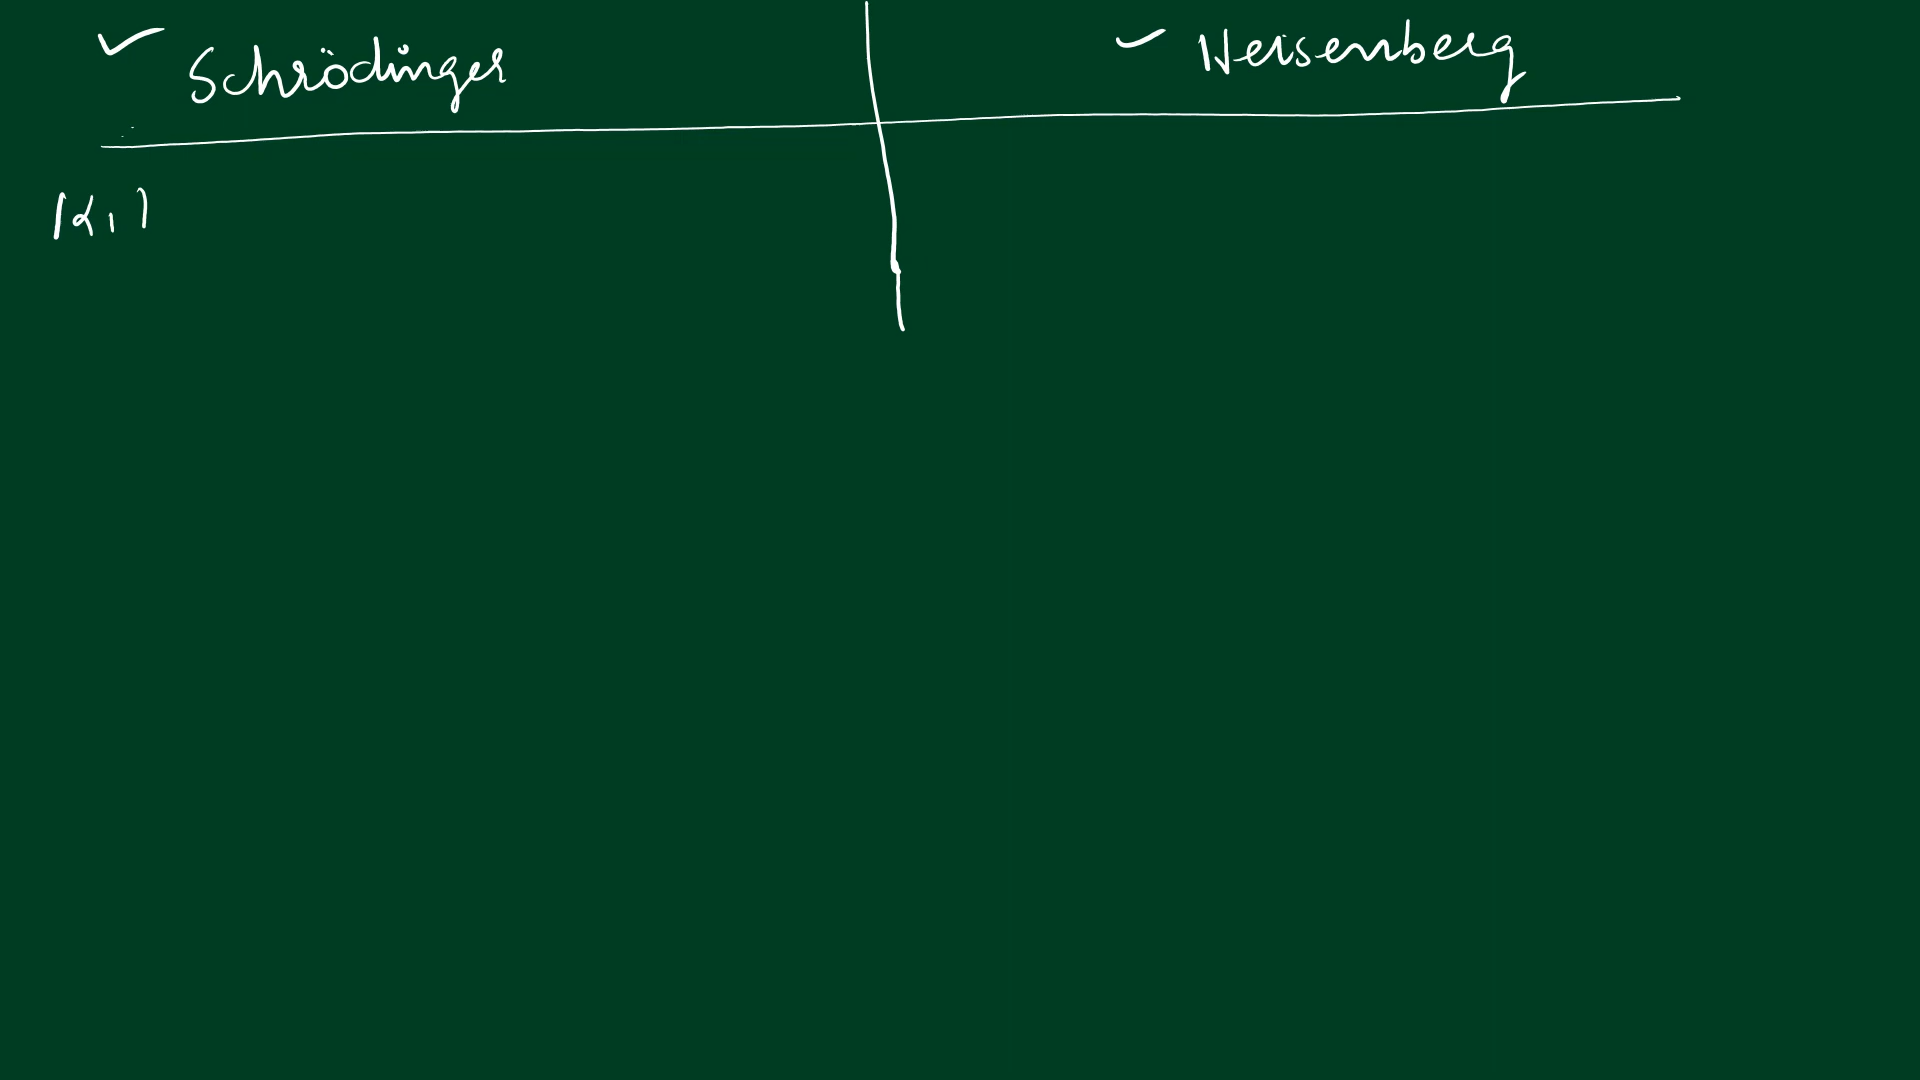 ✓ Schrödinger
✓ Heisenberg
|α,⟩